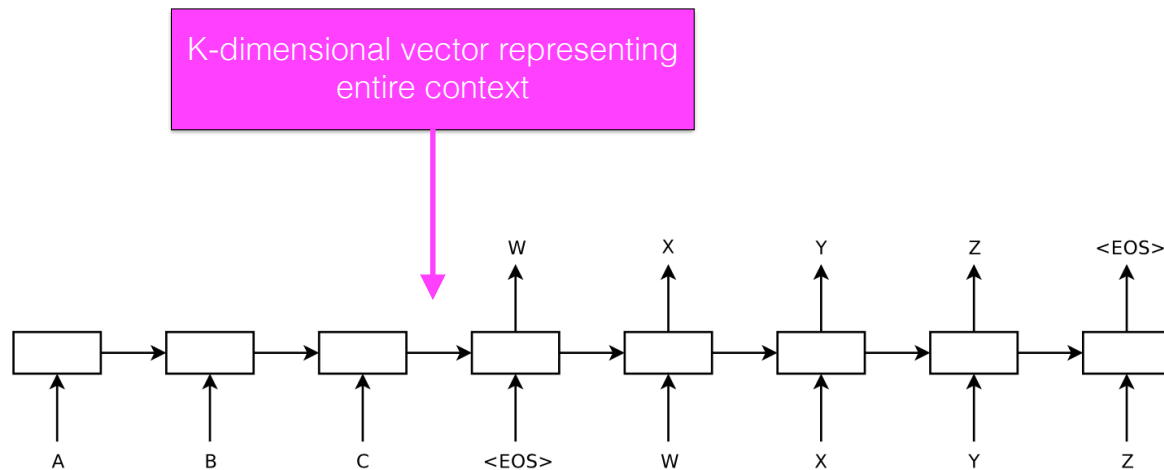 K-dimensional vector representing
entire context
W X Y Z <EOS>
A B C <EOS> W X Y Z